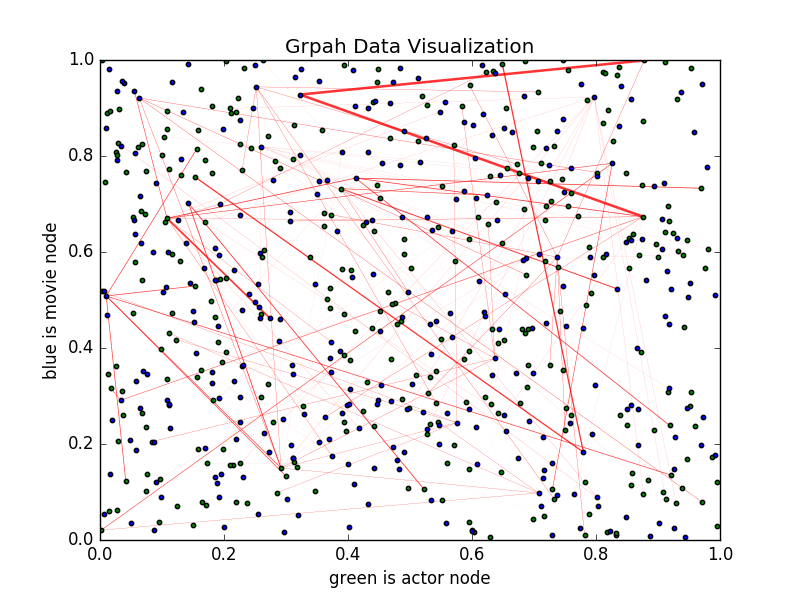 Grpah Data Visualization
1.0
0.8
0.6
0.4
0.2
0.0
blue is movie node
0.0 0.2 0.4 0.6 0.8 1.0
green is actor node